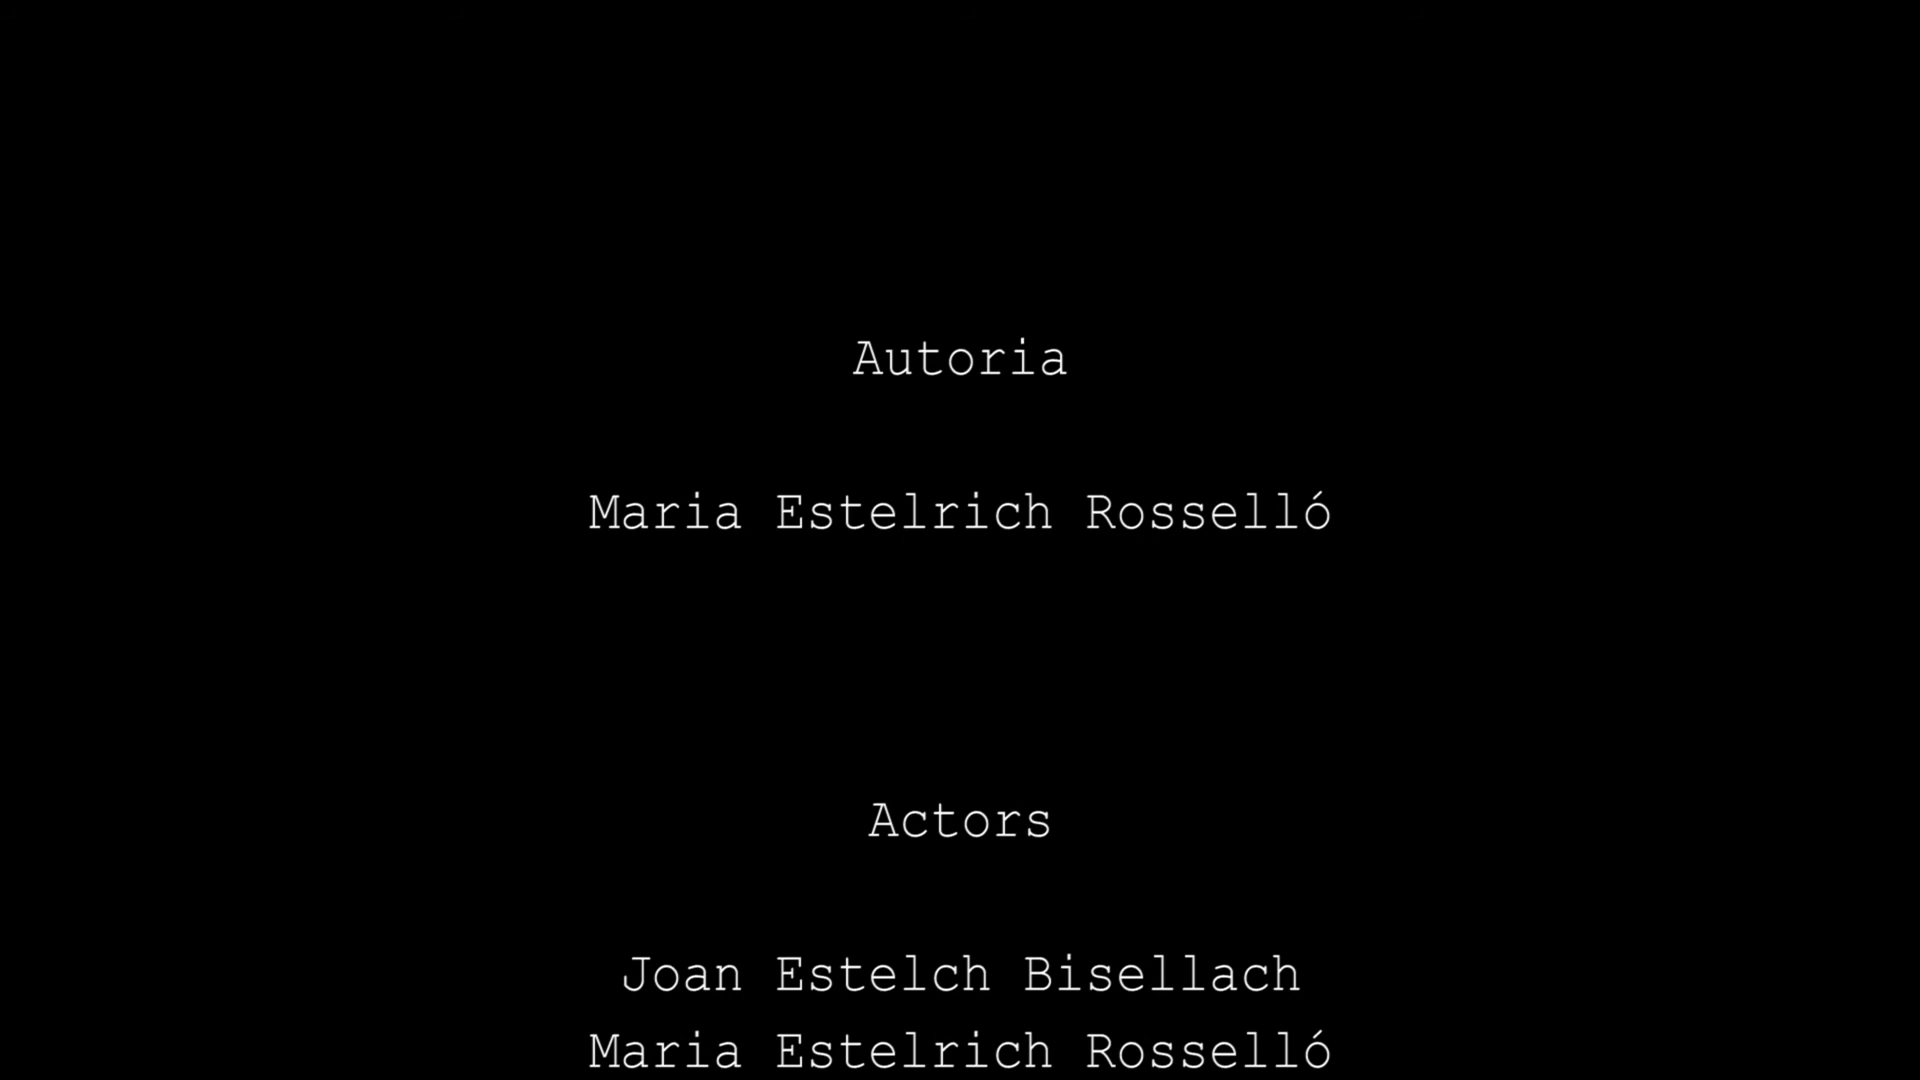 Autoria
Maria Estelrich Rosselló
Actors
Joan Estelch Bisellach
Maria Estelrich Rosselló